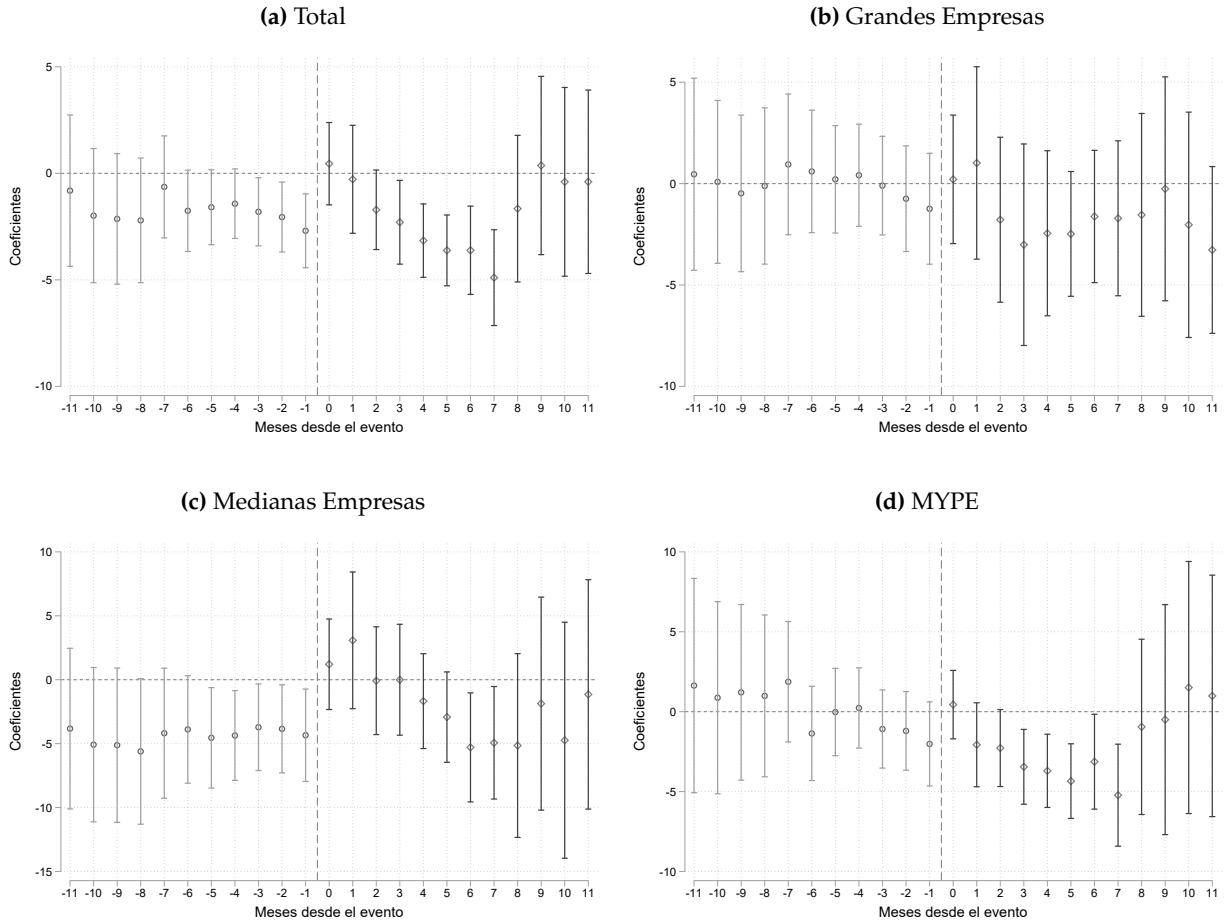 (a) Total
5
0
-5
-10
Coeficientes
-11 -10 -9 -8 -7 -6 -5 -4 -3 -2 -1 0 1 2 3 4 5 6 7 8 9 10 11
Meses desde el evento
(b) Grandes Empresas
5
0
-5
-10
Coeficientes
-11 -10 -9 -8 -7 -6 -5 -4 -3 -2 -1 0 1 2 3 4 5 6 7 8 9 10 11
Meses desde el evento
(c) Medianas Empresas
10
5
0
-5
-10
-15
Coeficientes
-11 -10 -9 -8 -7 -6 -5 -4 -3 -2 -1 0 1 2 3 4 5 6 7 8 9 10 11
Meses desde el evento
(d) MYPE
10
5
0
-5
-10
Coeficientes
-11 -10 -9 -8 -7 -6 -5 -4 -3 -2 -1 0 1 2 3 4 5 6 7 8 9 10 11
Meses desde el evento